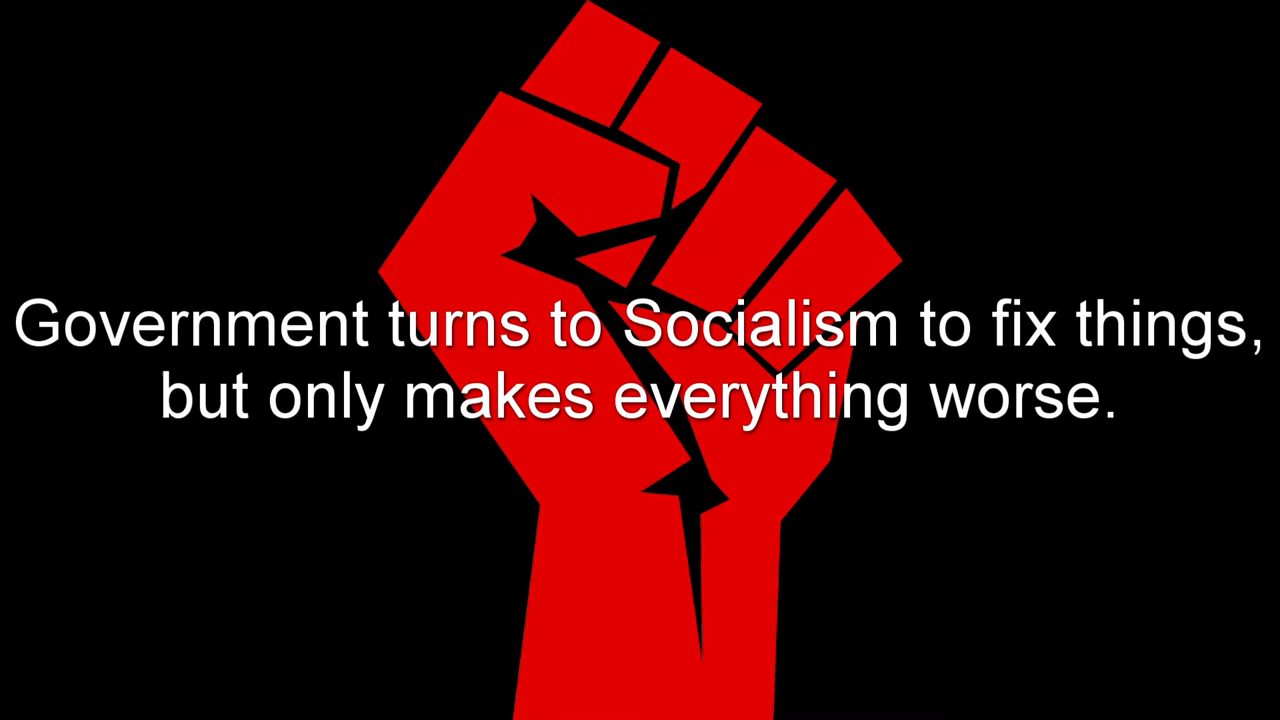 Government turns to Socialism to fix things,
but only makes everything worse.